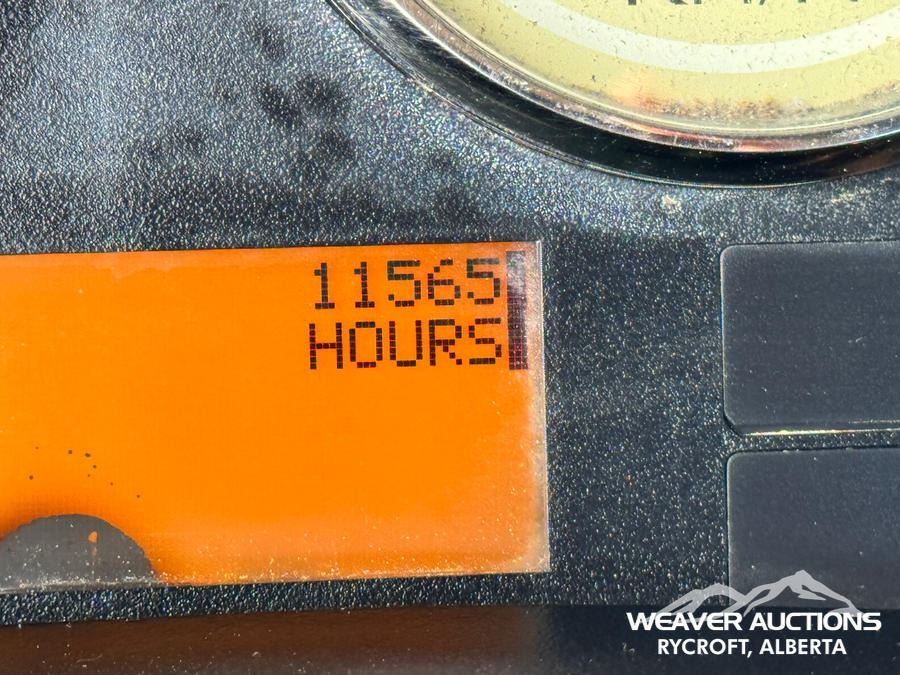 11565
HOURS
WEAVER AUCTIONS
RYCROFT, ALBERTA